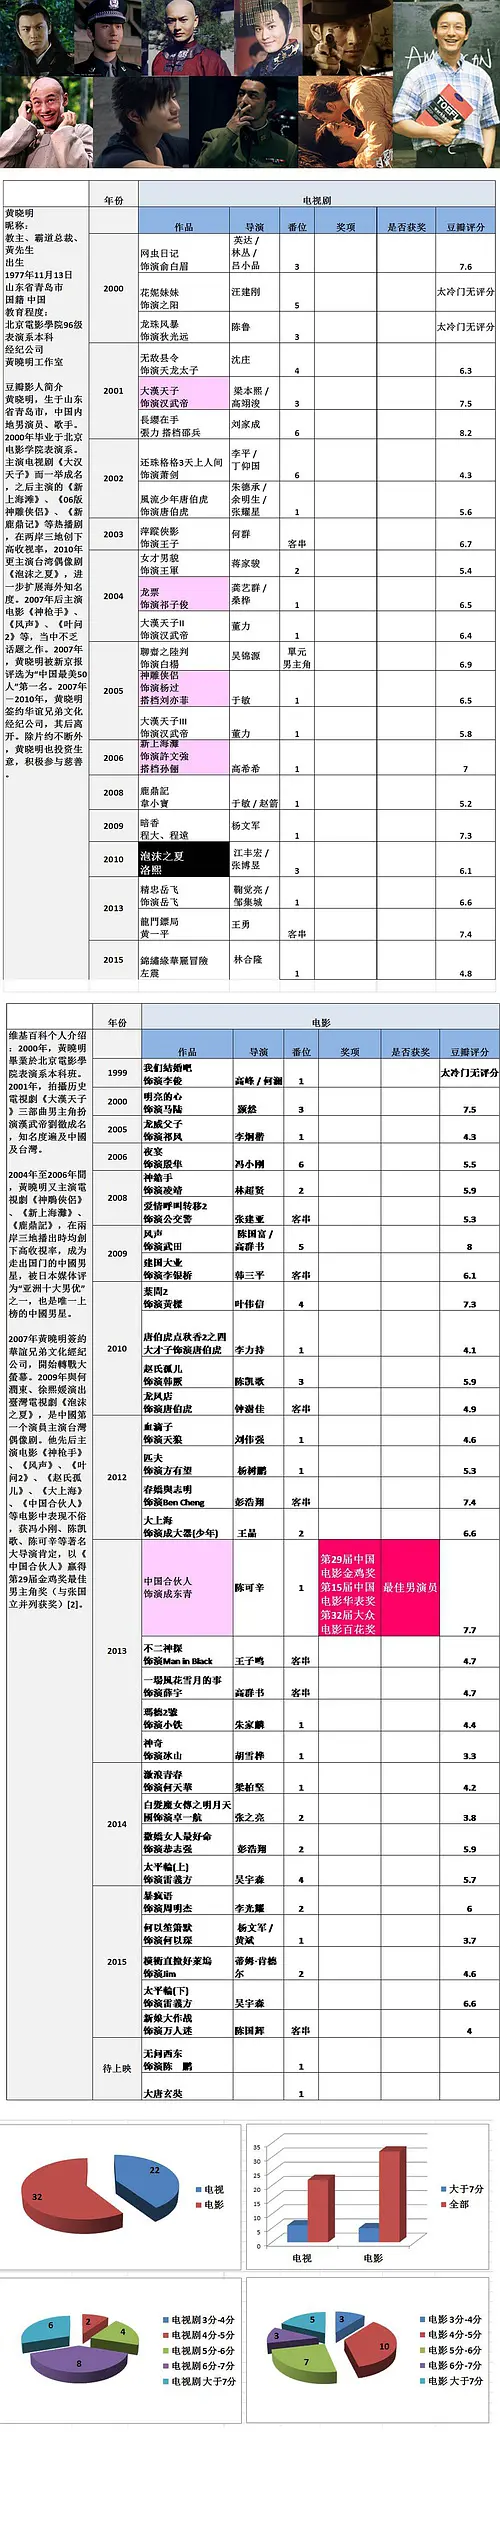 AMERICAN
TOEFL
年份
电视剧
作品
导演
番位
奖项
是否获奖
豆瓣评分
黄晓明
昵称:
教主、霸道总裁、
黄先生
出生
1977年11月13日
山东省青岛市
国籍 中国
教育程度:
北京電影學院96级
表演系本科
经纪公司
黃曉明工作室
豆瓣影人简介
黄晓明,生于山东
省青岛市,中国内
地男演员、歌手。
2000年毕业于北京
电影学院表演系。
主演电视剧《大汉
天子》而一举成名
,之后主演的《新
上海滩》、《06版
神雕侠侣》、《新
鹿鼎记》等热播剧
,在两岸三地创下
高收视率,2010年
更主演台湾偶像剧
《泡沫之夏》,进
一步扩展海外知名
度。2007年后主演
电影《神枪手》、
《风声》、《叶问
2》等,当中不乏
话题之作。2007年
,黄晓明被新京报
评选为“中国最美50
人”第一名。2007年
－2010年,黄晓明
签约华谊兄弟文化
经纪公司,其后离
开。除片约不断外
,黄晓明也投资生
意,积极参与慈善
。
2000
网虫日记
饰演俞白眉
英达 /
林丛 /
吕小品
3
7.6
花妮妹妹
饰演之阳
汪建刚
5
太冷门无评分
龙珠风暴
饰演狄光远
陈鲁
3
太冷门无评分
2001
无敌县令
饰演天龙太子
沈庄
4
6.3
大漢天子
饰演汉武帝
梁本熙 /
高翊浚
3
7.5
長纓在手
張力 搭档邵兵
刘家成
6
8.2
2002
还珠格格3天上人间
饰演萧剑
李平 /
丁仰国
6
4.3
風流少年唐伯虎
饰演唐伯虎
朱德承 /
余明生 /
张耀星
1
5.6
2003
萍蹤俠影
饰演王子
何群
客串
6.7
2004
女才男貌
饰演王軍
蒋家骏
2
5.4
龙票
饰演祁子俊
龚艺群 /
桑桦
1
6.5
大漢天子II
饰演汉武帝
董力
1
6.4
2005
聊齋之陸判
饰演白楊
吴锦源
單元
男主角
6.9
神雕侠侣
饰演杨过
搭档刘亦菲
于敏
1
6.5
大漢天子III
饰演汉武帝
董力
1
5.8
2006
新上海灘
饰演許文強
搭档孙俪
高希希
1
7
2008
鹿鼎記
韋小寶
于敏 / 赵箭
1
5.2
2009
暗香
程大、程遠
杨文军
1
7.3
2010
泡沫之夏
洛熙
江丰宏 /
张博昱
3
6.1
2013
精忠岳飞
饰演岳飞
鞠觉亮 /
邹集城
1
6.6
龍門鏢局
黄一平
王勇
客串
7.4
2015
錦繡緣華麗冒險
左震
林合隆
1
4.8
年份
电影
作品
导演
番位
奖项
是否获奖
豆瓣评分
维基百科个人介绍
:2000年,黃曉明
畢業於北京電影學
院表演系本科班。
2001年,拍攝历史
電視劇《大漢天子
》三部曲男主角扮
演漢武帝劉徹成名
,知名度遍及中國
及台灣。
2004年至2006年間
,黃曉明又主演電
視劇《神鵰俠侣》
、《新上海灘》、
《鹿鼎記》,在兩
岸三地播出時均創
下高收視率,成为
走出国门的中国男
星,被日本媒体评
为“亚洲十大男优”
之一,也是唯一上
榜的中國男星。
2007年黃曉明簽約
華誼兄弟文化經紀
公司,開始轉戰大
螢幕。2009年與何
潤東、徐熙媛演出
臺灣電視劇《泡沫
之夏》,是中國第
一个演員主演台灣
偶像剧。他先后主
演电影《神枪手》
、《风声》、《叶
问2》、《赵氏孤
儿》、《大上海》
、《中国合伙人》
等电影中表现不俗
,获冯小刚、陈凯
歌、陈可辛等著名
大导演肯定,以《
中国合伙人》赢得
第29届金鸡奖最佳
男主角奖（与张国
立并列获奖）[2]。
1999
我们結婚吧
饰演李俊
高峰 / 何澜
1
太冷门无评分
2000
明亮的心
饰演马陆
颐然
3
7.5
2005
龙威父子
饰演祁风
李炯楷
1
4.3
2006
夜宴
饰演殷隼
冯小刚
6
5.5
2008
神槍手
饰演凌靖
林超贤
2
5.9
爱情呼叫转移2
饰演公交警
张建亚
客串
5.3
2009
风声
饰演武田
陈国富 /
高群书
5
8
建国大业
饰演李银桥
韩三平
客串
6.1
2010
葉問2
饰演黃樑
叶伟信
4
7.3
唐伯虎点秋香2之四
大才子饰演唐伯虎
李力持
1
4.1
赵氏孤儿
饰演韩厥
陈凯歌
3
5.9
龙凤店
饰演唐伯虎
钟澍佳
客串
4.9
2012
血滴子
饰演天狼
刘伟强
1
4.6
匹夫
饰演方有望
杨树鹏
1
5.3
春嬌與志明
饰演Ben Cheng
彭浩翔
客串
7.4
大上海
饰演成大器(少年)
王晶
2
6.6
2013
中国合伙人
饰演成东青
陈可辛
1
第29届中国
电影金鸡奖
第15届中国
电影华表奖
第32届大众
电影百花奖
最佳男演员
7.7
不二神探
饰演Man in Black
王子鸣
客串
4.7
一場風花雪月的事
饰演薛宇
高群书
客串
4.7
瑪德2號
饰演小铁
朱家麟
1
4.4
神奇
饰演冰山
胡雪桦
1
3.3
2014
激浪青春
饰演何天華
梁柏坚
1
4.2
白髮魔女傳之明月天
國饰演卓一航
张之亮
2
3.8
撒嬌女人最好命
饰演恭志强
彭浩翔
2
5.9
太平輪(上)
饰演雷義方
吴宇森
4
5.7
2015
暴疯语
饰演周明杰
李光耀
2
6
何以笙箫默
饰演何以琛
杨文军 /
黄斌
1
3.7
橫衝直撞好萊塢
饰演Jim
蒂姆·肯德
尔
2
4.6
太平輪(下)
饰演雷義方
吴宇森
6.6
新娘大作战
饰演万人迷
陈国辉
客串
4
待上映
无问西东
饰演陈 鹏
1
大唐玄奘
1
32
22
电视
电影
35
30
25
20
15
10
5
0
电视
电影
大于7分
全部
6
2
4
8
电视剧 3分-4分
电视剧 4分-5分
电视剧 5分-6分
电视剧 6分-7分
电视剧 大于7分
5
3
3
10
7
电影 3分-4分
电影 4分-5分
电影 5分-6分
电影 6分-7分
电影 大于7分